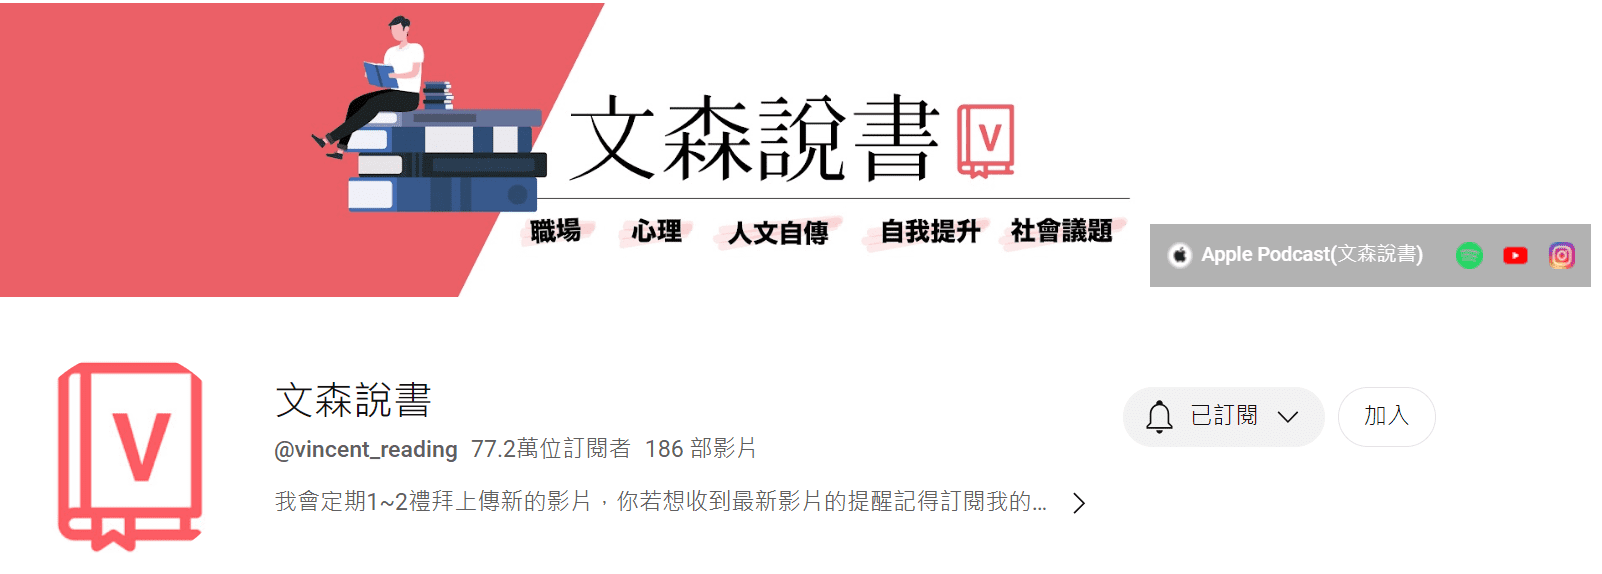 文森說書
V
職場 心理 人文自傳 自我提升 社會議題
Apple Podcast(文森說書)
V
文森說書
@vincent_reading 77.2萬位訂閱者 186 部影片
我會定期1~2禮拜上傳新的影片，你若想收到最新影片的提醒記得訂閱我的...
已訂閱
加入